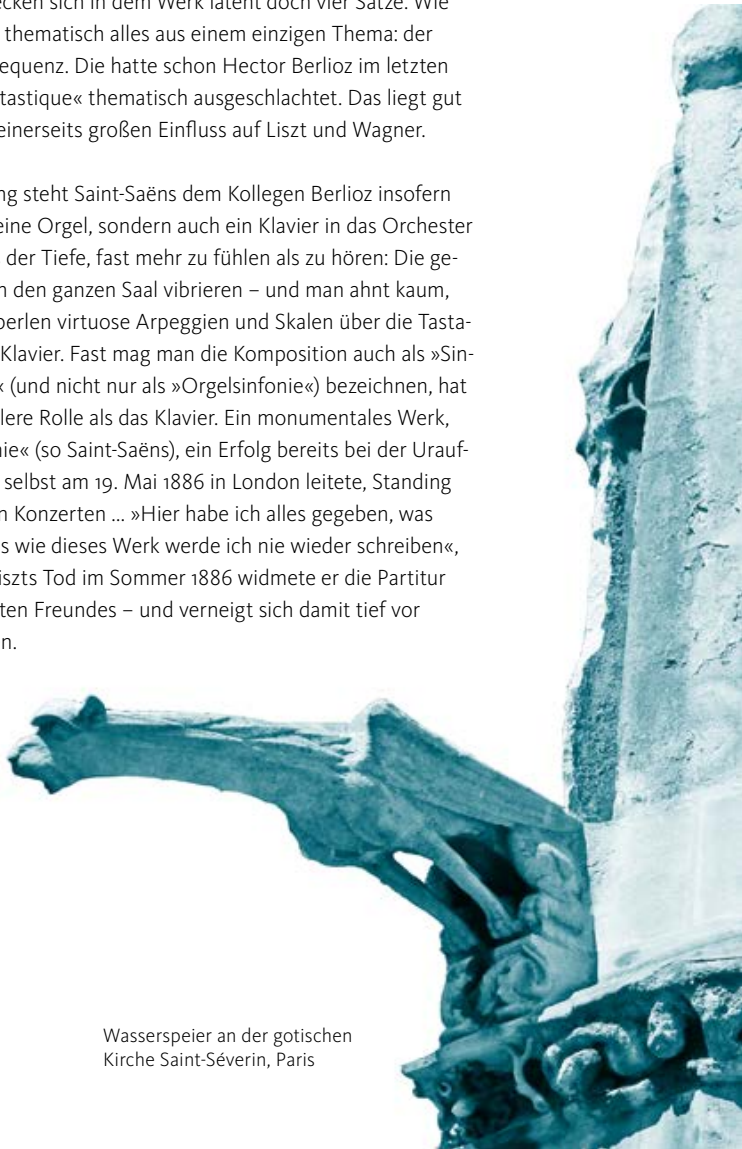 ecken sich in dem Werk latent doch vier Sätze. Wie
thematisch alles aus einem einzigen Thema: der
equenz. Die hatte schon Hector Berlioz im letzten
tastique« thematisch ausgeschlachtet. Das liegt gut
einerseits großen Einfluss auf Liszt und Wagner.
ng steht Saint-Saëns dem Kollegen Berlioz insofern
eine Orgel, sondern auch ein Klavier in das Orchester
der Tiefe, fast mehr zu fühlen als zu hören: Die ge-
n den ganzen Saal vibrieren – und man ahnt kaum,
perlen virtuose Arpeggien und Skalen über die Tasta-
Klavier. Fast mag man die Komposition auch als »Sin-
« (und nicht nur als »Orgelsinfonie«) bezeichnen, hat
lere Rolle als das Klavier. Ein monumentales Werk,
nie« (so Saint-Saëns), ein Erfolg bereits bei der Urauf-
selbst am 19. Mai 1886 in London leitete, Standing
n Konzerten ... »Hier habe ich alles gegeben, was
s wie dieses Werk werde ich nie wieder schreiben«,
iszts Tod im Sommer 1886 widmete er die Partitur
ten Freundes – und verneigt sich damit tief vor
n.
Wasserspeier an der gotischen
Kirche Saint-Séverin, Paris